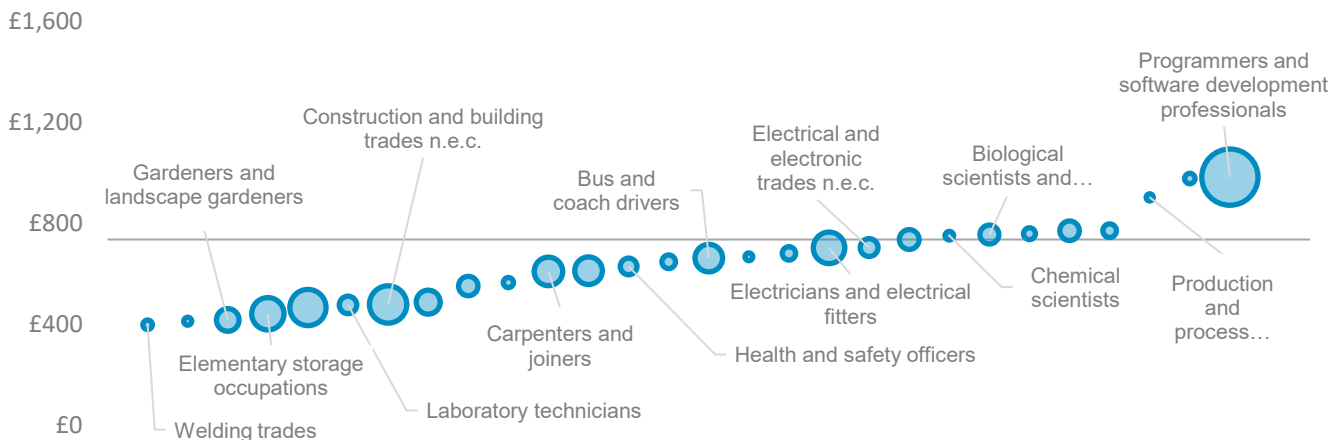 £1,600
£1,200
£800
£400
£0
Programmers and
software development
professionals
Construction and building
trades n.e.c.
Electrical and
electronic
trades n.e.c.
Biological
scientists and…
Gardeners and
landscape gardeners
Bus and
coach drivers
Chemical
scientists
Production
and
process…
Electricians and electrical
fitters
Carpenters and
joiners
Health and safety officers
Elementary storage
occupations
Laboratory technicians
Welding trades